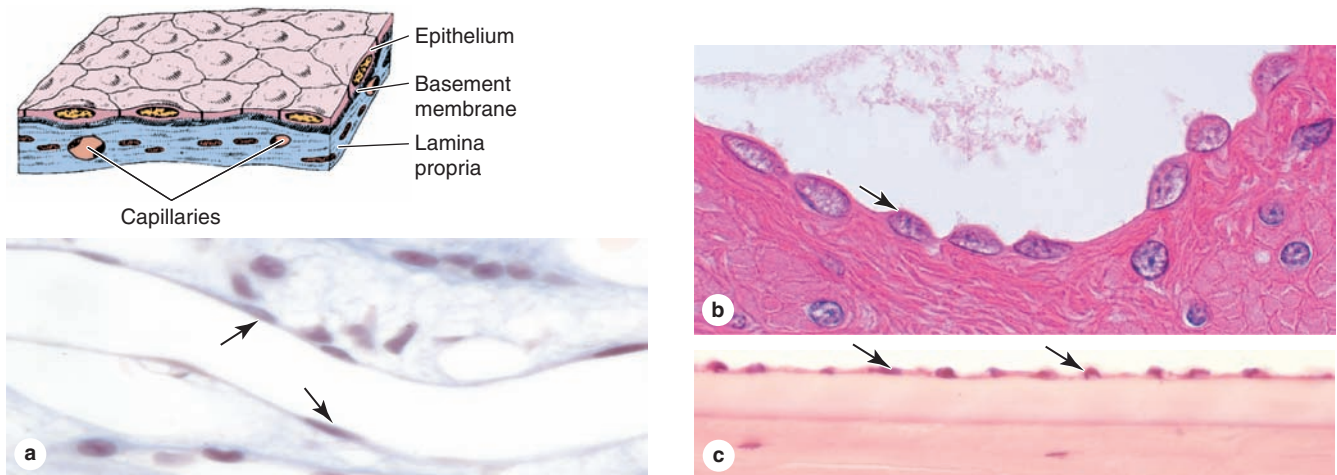 Epithelium
Basement
membrane
Lamina
propria
Capillaries
a
b
c